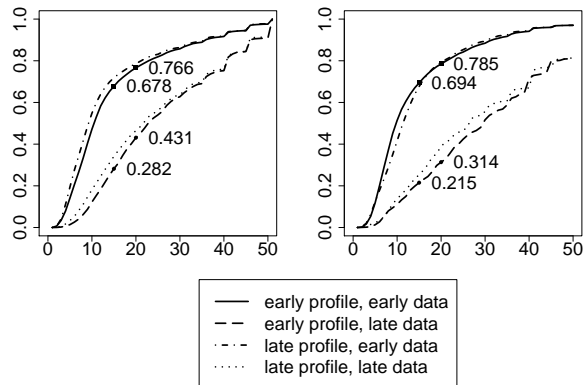 0.0 0.2 0.4 0.6 0.8 1.0
0.766
0.678
0.431
0.282
0 10 20 30 40 50
0.0 0.2 0.4 0.6 0.8 1.0
0.785
0.694
0.314
0.215
0 10 20 30 40 50
early profile, early data
early profile, late data
late profile, early data
late profile, late data